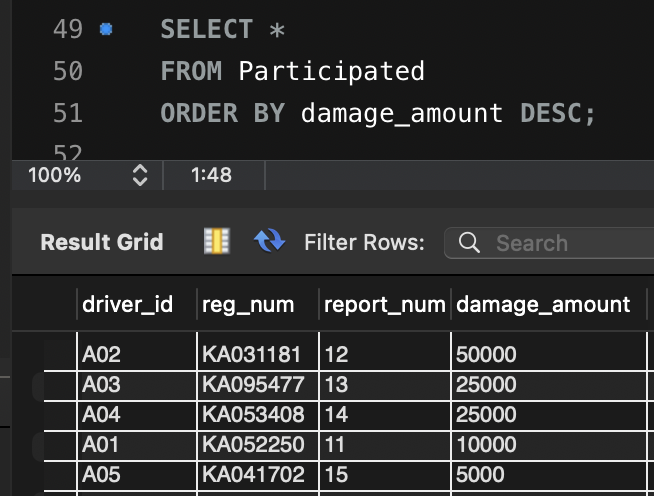 49 SELECT *
50 FROM Participated
51 ORDER BY damage_amount DESC;
52
100% 1:48
Result Grid Filter Rows: Search
driver_id reg_num report_num damage_amount
A02 KA031181 12 50000
A03 KA095477 13 25000
A04 KA053408 14 25000
A01 KA052250 11 10000
A05 KA041702 15 5000